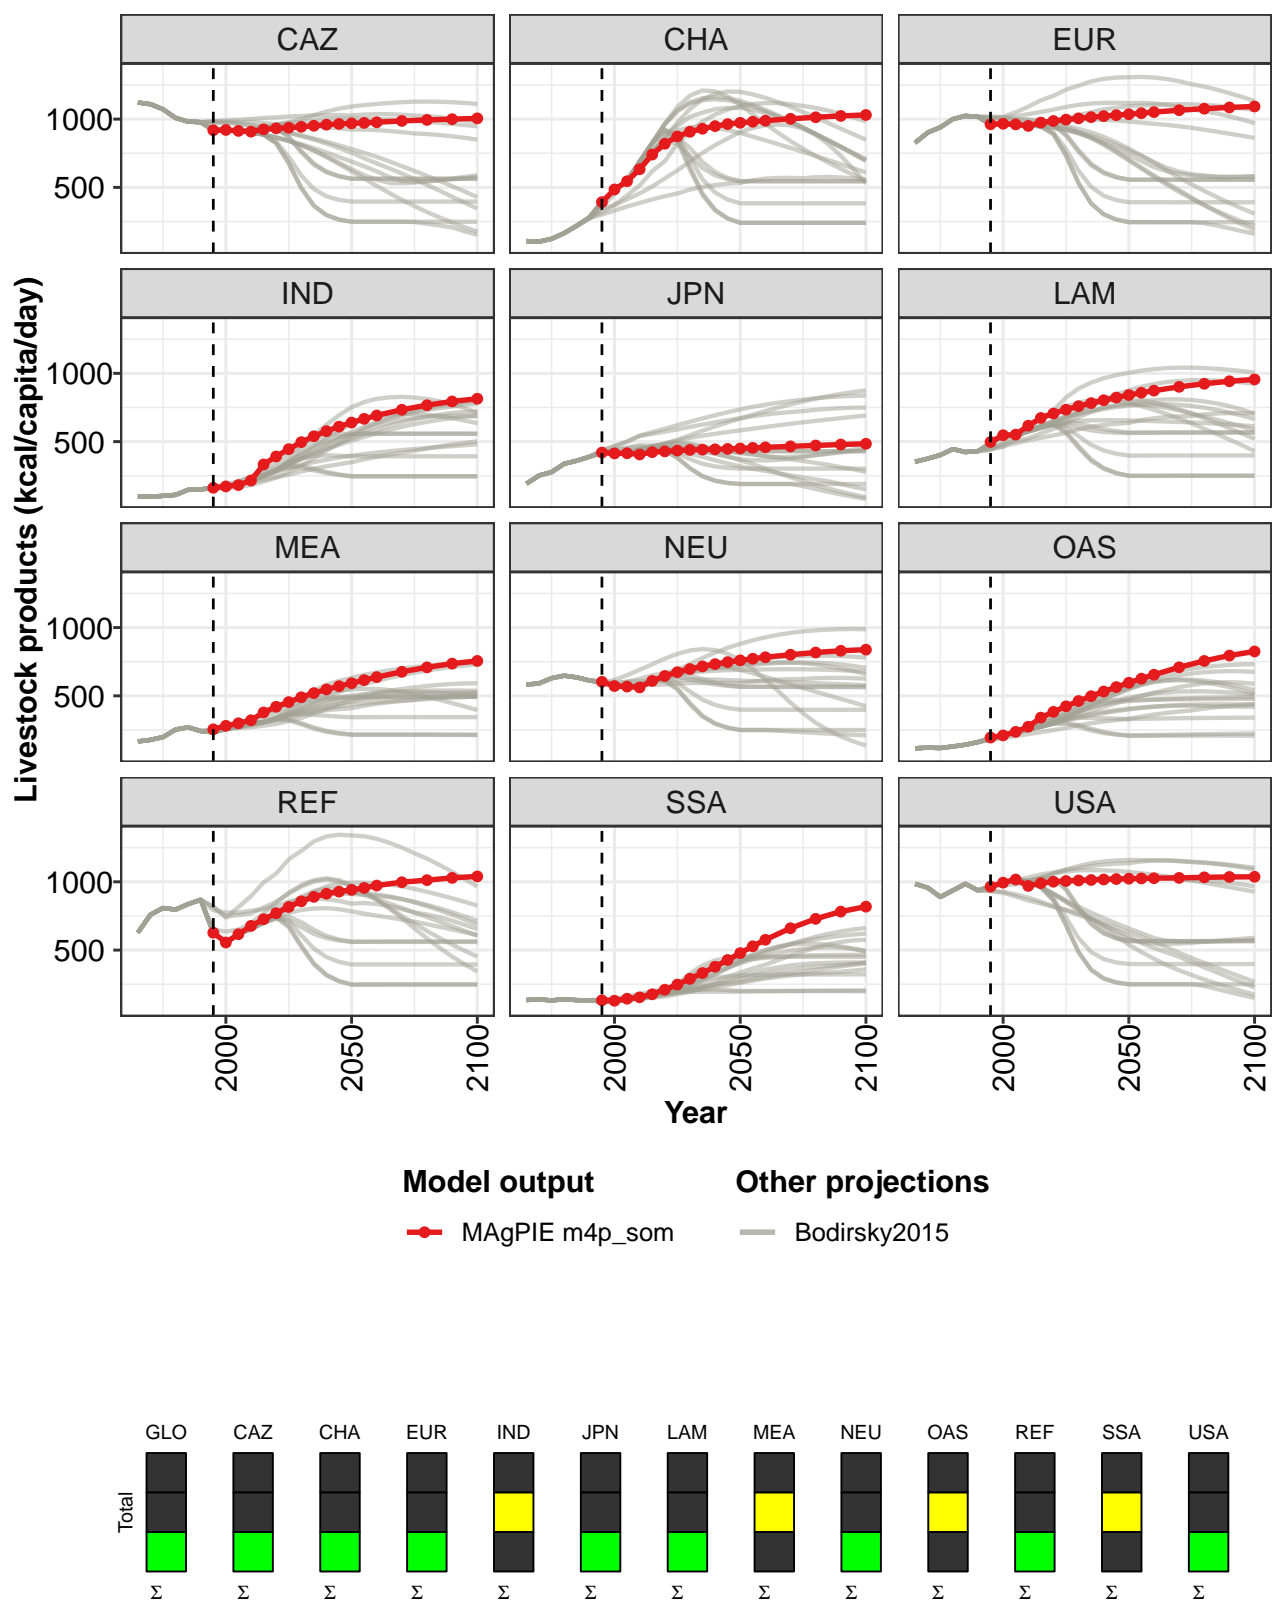 CAZ CHA EUR
1000
500
IND JPN LAM
1000
500
MEA NEU OAS
1000
500
REF SSA USA
1000
500
Livestock products (kcal/capita/day)
2000 2050 2100 2000 2050 2100 2000 2050 2100
Year
Model output Other projections
MAgPIE m4p_som Bodirsky2015
GLO CAZ CHA EUR IND JPN LAM MEA NEU OAS REF SSA USA
Total
Σ Σ Σ Σ Σ Σ Σ Σ Σ Σ Σ Σ Σ